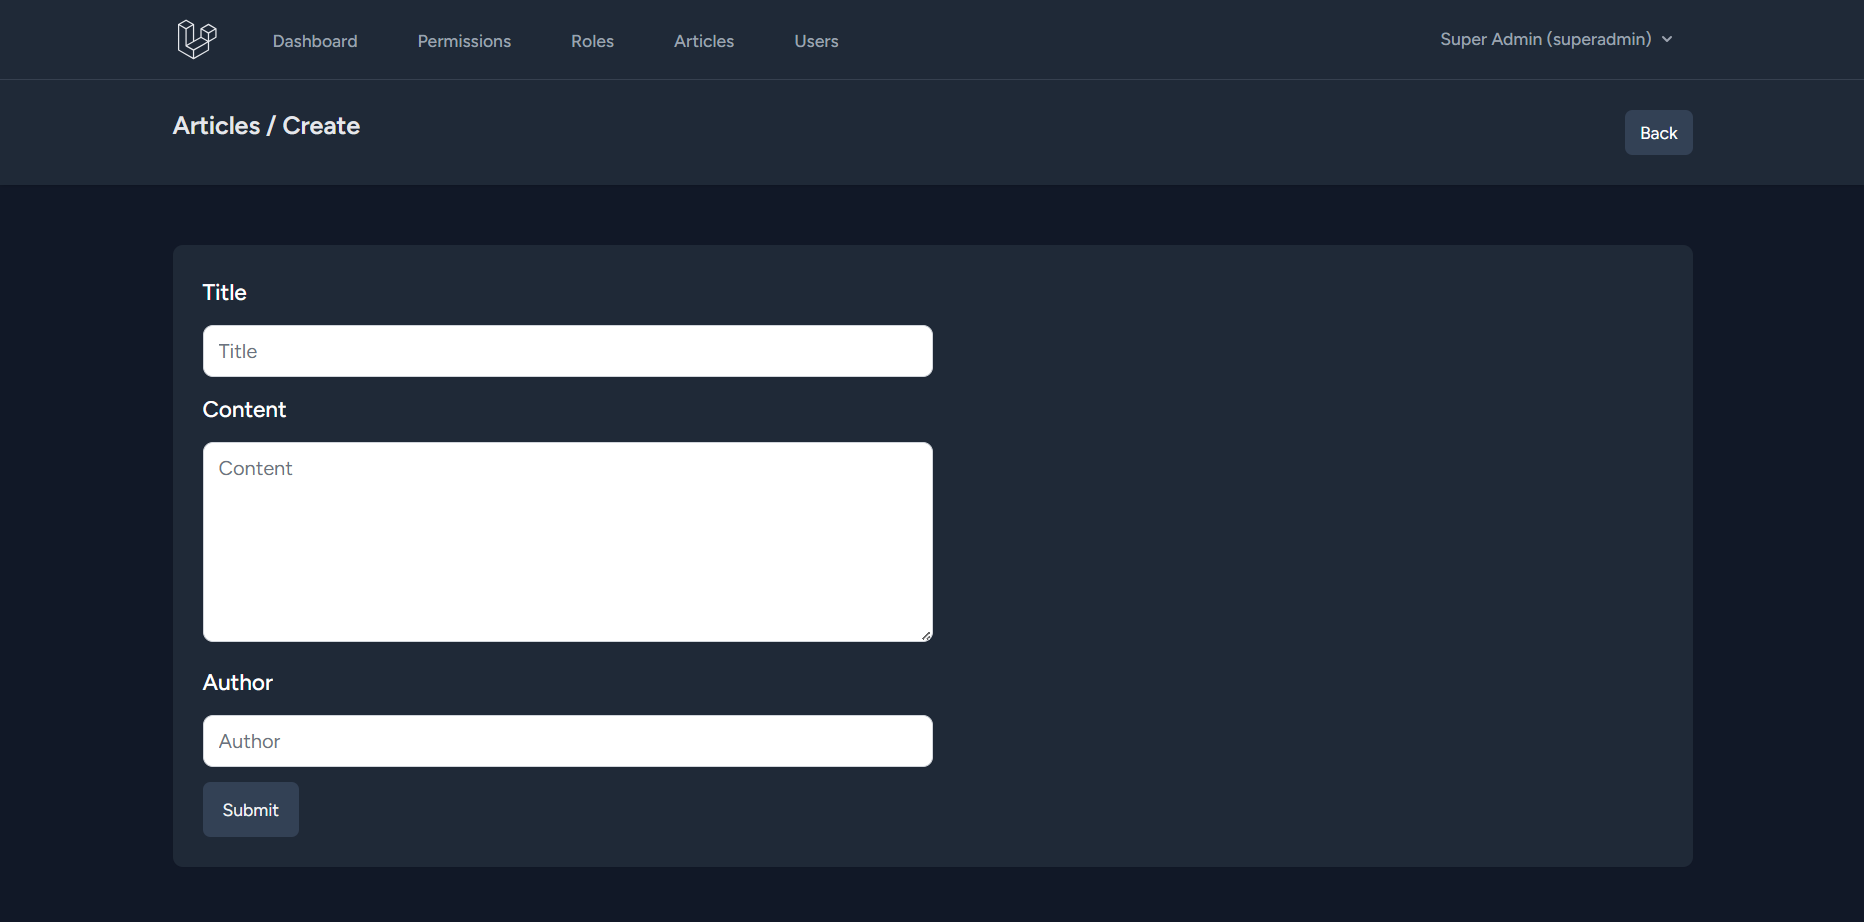 Dashboard Permissions Roles Articles Users Super Admin (superadmin)
Articles / Create
Back
Title
Title
Content
Content
Author
Author
Submit